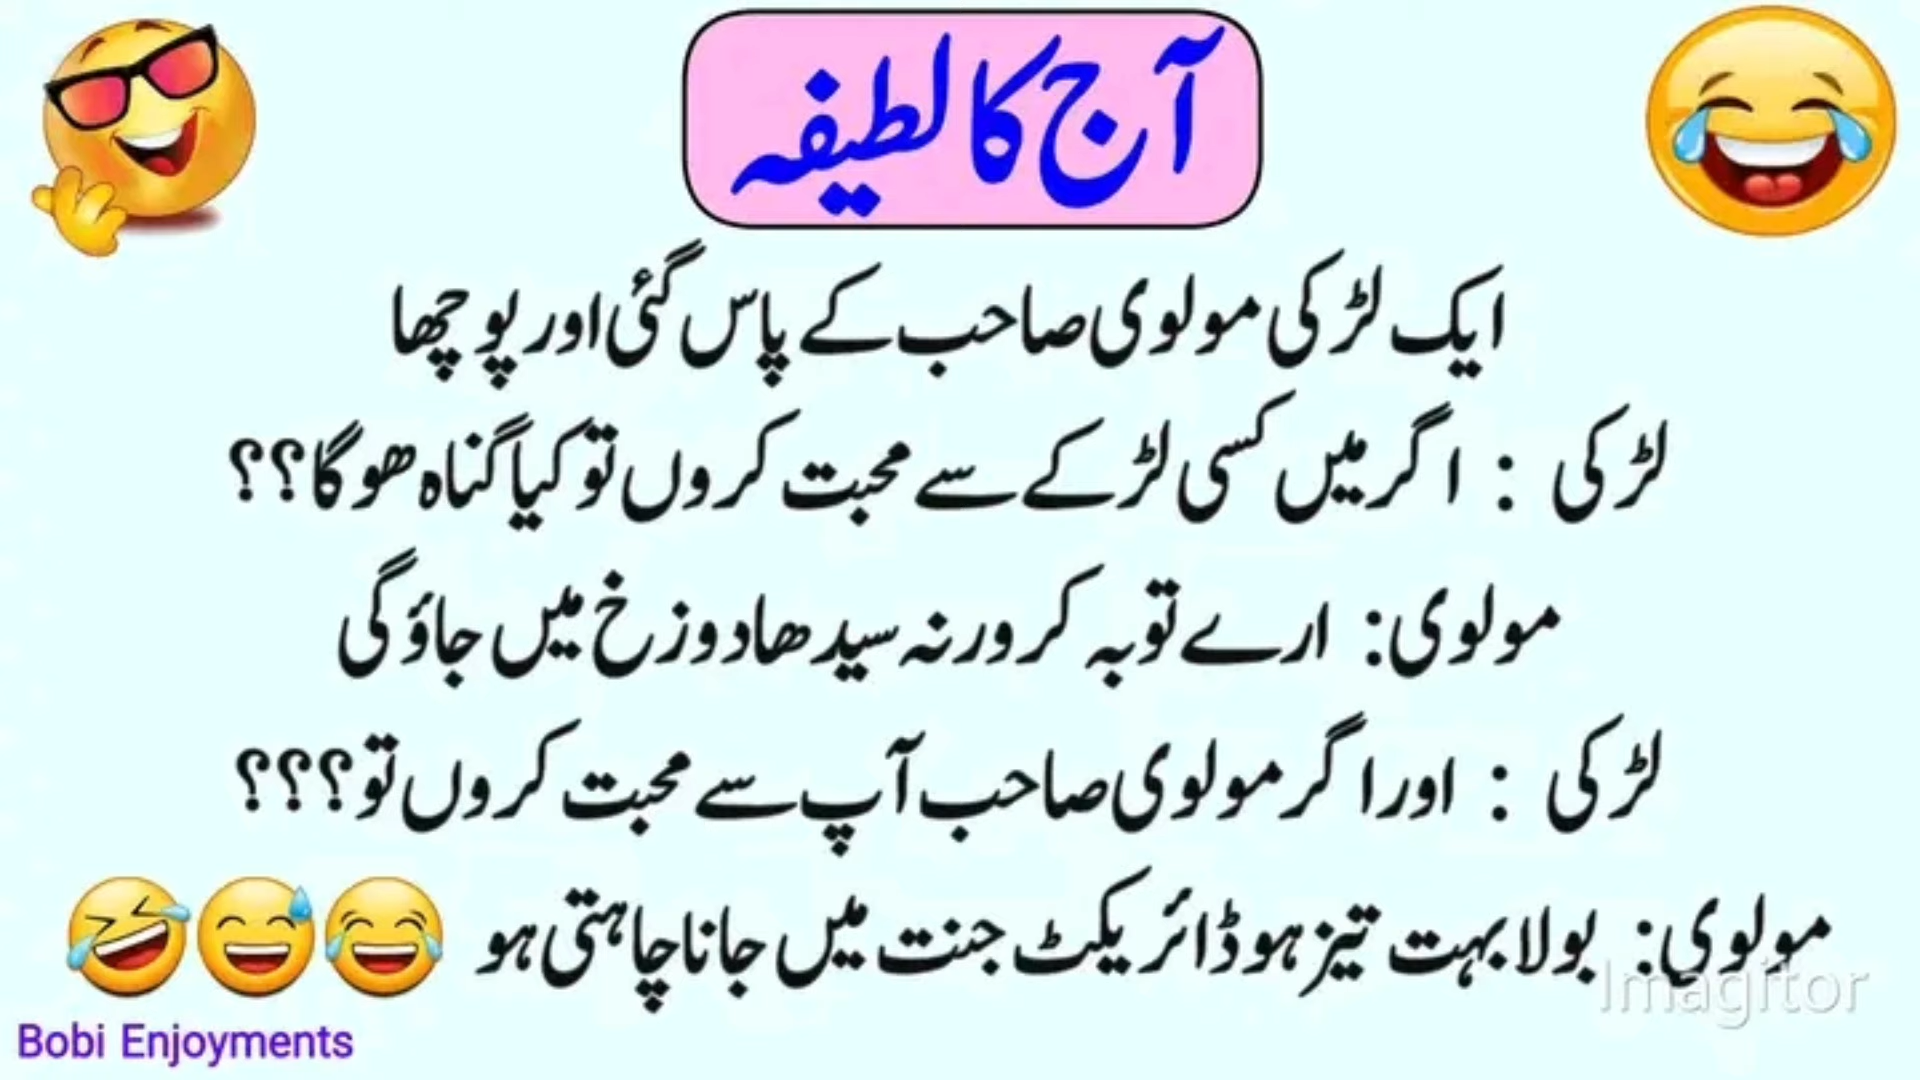 آج کا لطیفہ
ایک لڑکی مولوی صاحب کے پاس گئی اور پوچھا
لڑکی : اگر میں کسی لڑکے سے محبت کروں تو کیا گناہ ھوگا؟؟
مولوی: ارے توبہ کر ورنہ سیدھا دوزخ میں جاؤ گی
لڑکی : اور اگر مولوی صاحب آپ سے محبت کروں تو؟؟؟
مولوی: بولا بہت تیز ہو ڈائریکٹ جنت میں جانا چاہتی ہو
Imagitor
Bobi Enjoyments